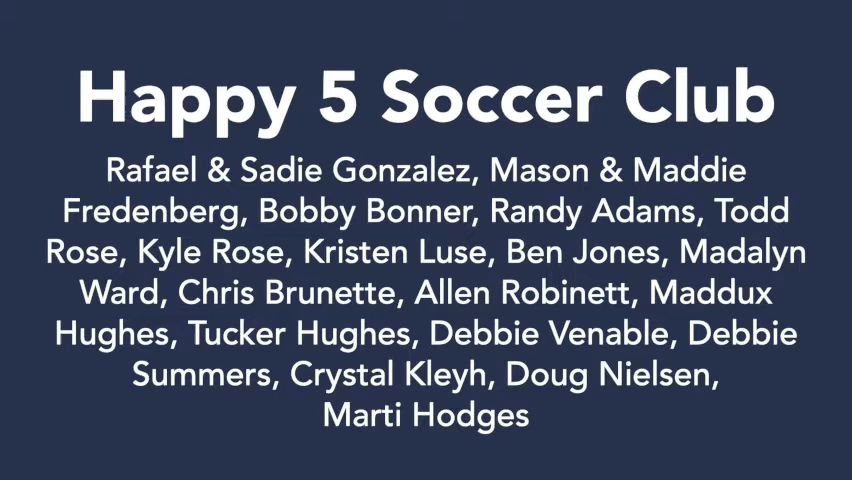 Happy 5 Soccer Club
Rafael & Sadie Gonzalez, Mason & Maddie
Fredenberg, Bobby Bonner, Randy Adams, Todd
Rose, Kyle Rose, Kristen Luse, Ben Jones, Madalyn
Ward, Chris Brunette, Allen Robinett, Maddux
Hughes, Tucker Hughes, Debbie Venable, Debbie
Summers, Crystal Kleyh, Doug Nielsen,
Marti Hodges